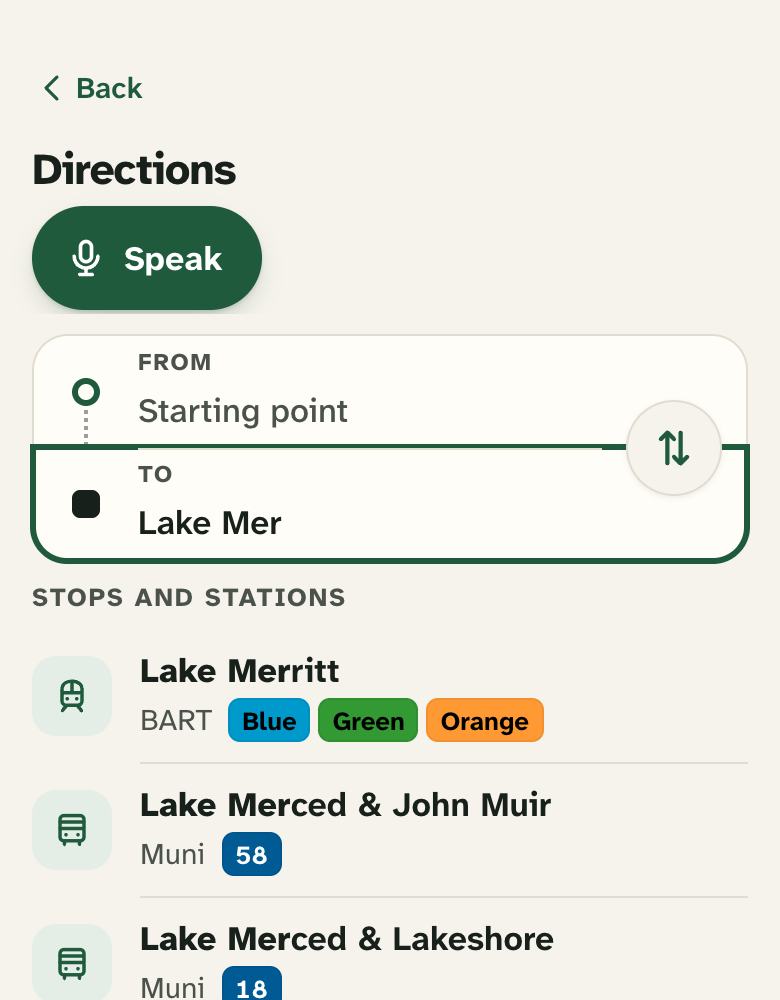 Back
Directions
Speak
FROM
Starting point
TO
Lake Mer
STOPS AND STATIONS
Lake Merritt
BART Blue Green Orange
Lake Merced & John Muir
Muni 58
Lake Merced & Lakeshore
Muni 18